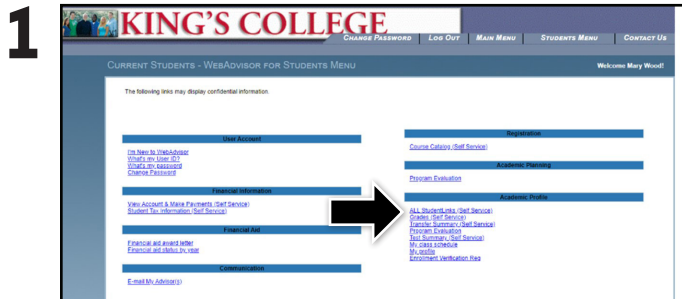 1
KING'S COLLEGE
CHANGE PASSWORD LOG OUT MAIN MENU STUDENTS MENU CONTACT US
CURRENT STUDENTS - WEBADVISOR FOR STUDENTS MENU
Welcome Mary Wood!
The following links may display confidential information.
User Account
I'm New to WebAdvisor
What's my User ID?
What's my password
Change Password
Financial Information
View Account & Make Payments (Self Service)
Student Tax Information (Self Service)
Financial Aid
Financial aid award letter
Financial aid status by year
Communication
E-mail My Advisor(s)
Registration
Course Catalog (Self Service)
Academic Planning
Program Evaluation
Academic Profile
ALL StudentLinks (Self Service)
Grades (Self Service)
Transfer Summary (Self Service)
Program Evaluation
Test Summary (Self Service)
My class schedule
My profile
Enrollment Verification Req